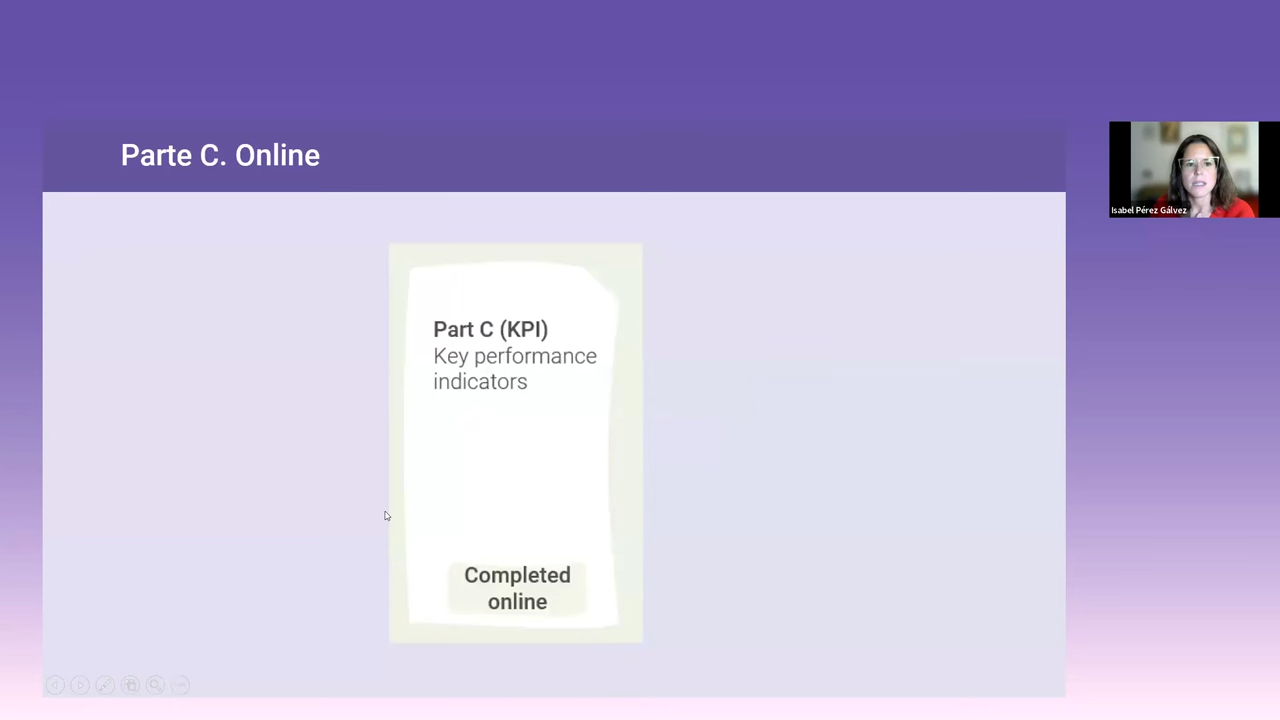 Parte C. Online
Isabel Pérez Gálvez
Part C (KPI)
Key performance
indicators
Completed
online